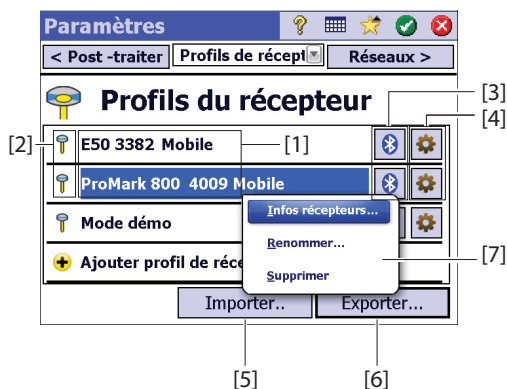 Paramètres
?
< Post -traiter
Profils de récept
Réseaux >
Profils du récepteur
[3]
[4]
[2]
E50 3382 Mobile
[1]
ProMark 800 4009 Mobile
Infos récepteurs...
Mode démo
Renommer...
[7]
Ajouter profil de réce
Supprimer
Importer..
Exporter...
[5]
[6]